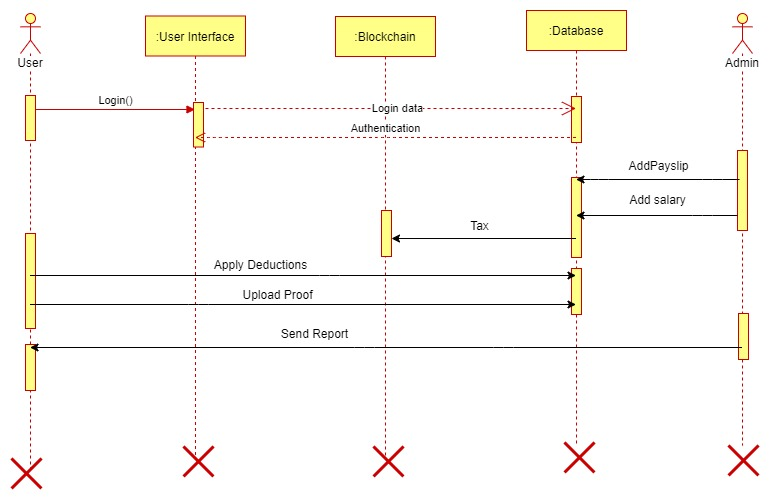 User
:User Interface
:Blockchain
:Database
Admin
Login()
Login data
Authentication
AddPayslip
Add salary
Tax
Apply Deductions
Upload Proof
Send Report